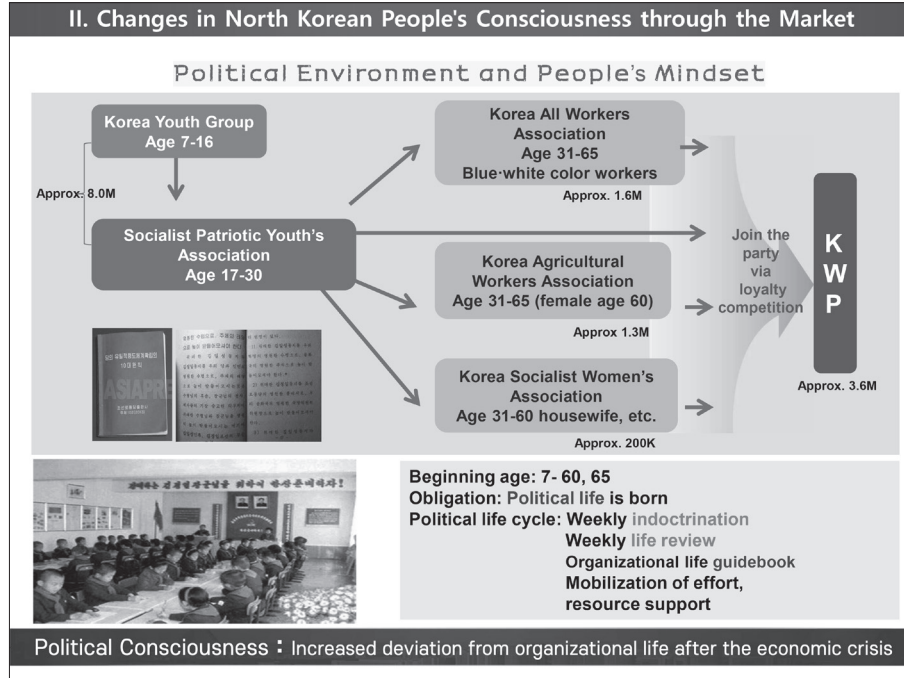 II. Changes in North Korean People's Consciousness through the Market
Political Environment and People's Mindset
Korea Youth Group
Age 7-16
Approx. 8.0M
Socialist Patriotic Youth's
Association
Age 17-30
Korea All Workers
Association
Age 31-65
Blue·white color workers
Approx. 1.6M
Korea Agricultural
Workers Association
Age 31-65 (female age 60)
Approx 1.3M
Korea Socialist Women's
Association
Age 31-60 housewife, etc.
Approx. 200K
Join the
party
via
loyalty
competition
K
W
P
Approx. 3.6M
10대원칙
ASIAPRE
Beginning age: 7- 60, 65
Obligation: Political life is born
Political life cycle: Weekly indoctrination
Weekly life review
Organizational life guidebook
Mobilization of effort,
resource support
Political Consciousness : Increased deviation from organizational life after the economic crisis